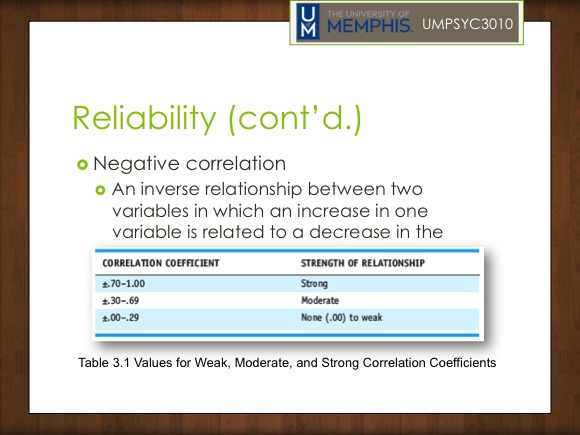 UM
THE UNIVERSITY OF
MEMPHIS.
UMPSYC3010
Reliability (cont’d.)
Negative correlation
An inverse relationship between two
variables in which an increase in one
variable is related to a decrease in the
CORRELATION COEFFICIENT STRENGTH OF RELATIONSHIP
±.70–1.00 Strong
±.30–.69 Moderate
±.00–.29 None (.00) to weak
Table 3.1 Values for Weak, Moderate, and Strong Correlation Coefficients